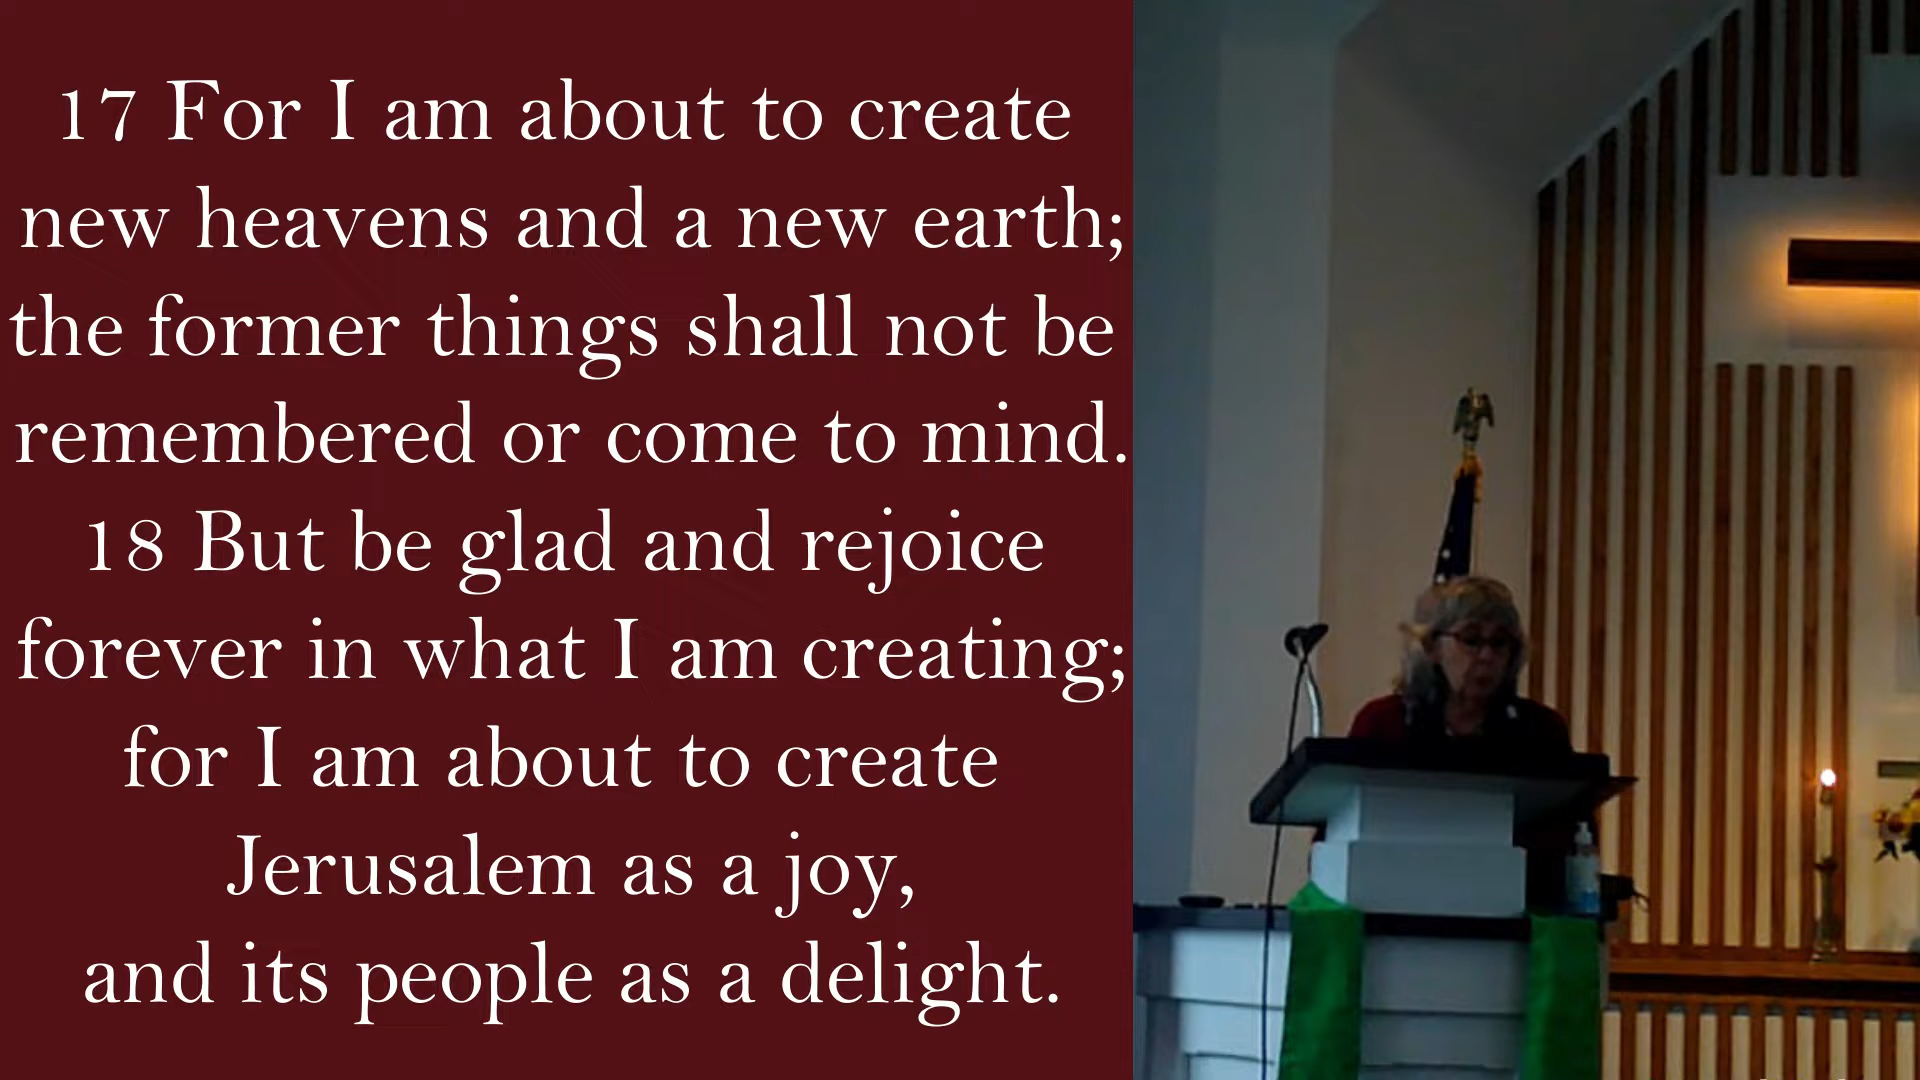 17 For I am about to create
new heavens and a new earth;
the former things shall not be
remembered or come to mind.
18 But be glad and rejoice
forever in what I am creating;
for I am about to create
Jerusalem as a joy,
and its people as a delight.